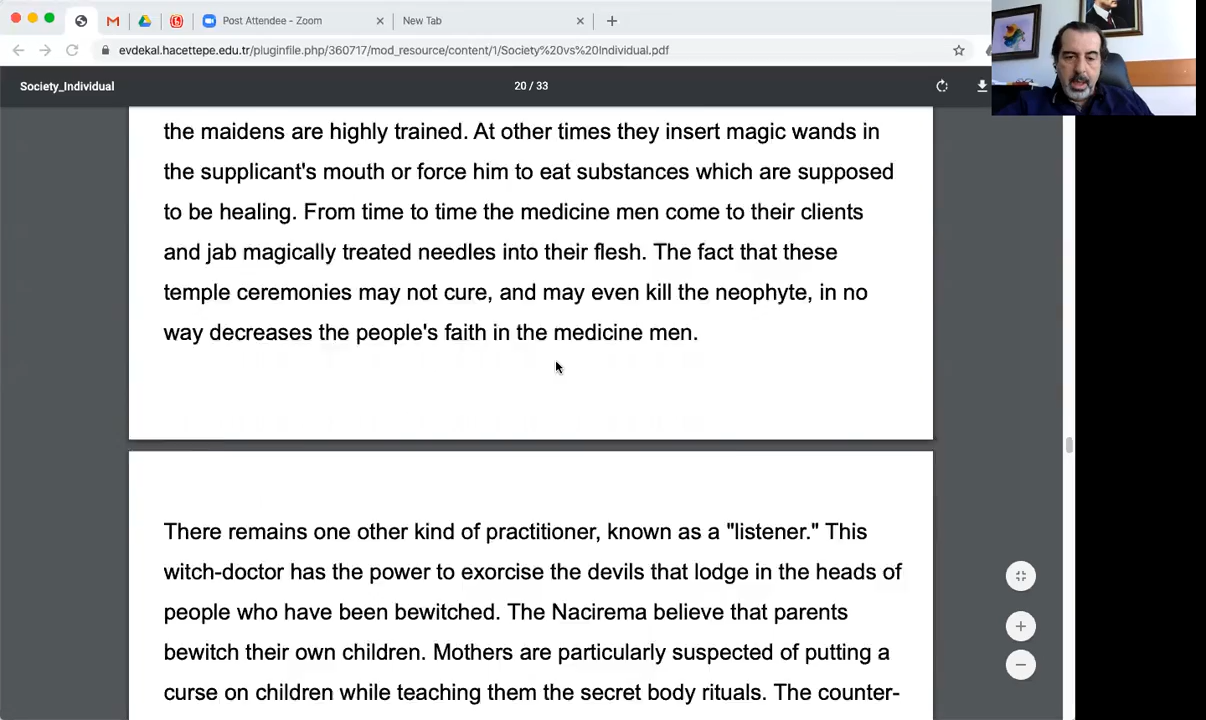 Post Attendee - Zoom
New Tab
evdekal.hacettepe.edu.tr/pluginfile.php/360717/mod_resource/content/1/Society%20vs%20Individual.pdf
Society_Individual
20 / 33
the maidens are highly trained. At other times they insert magic wands in
the supplicant's mouth or force him to eat substances which are supposed
to be healing. From time to time the medicine men come to their clients
and jab magically treated needles into their flesh. The fact that these
temple ceremonies may not cure, and may even kill the neophyte, in no
way decreases the people's faith in the medicine men.
There remains one other kind of practitioner, known as a "listener." This
witch-doctor has the power to exorcise the devils that lodge in the heads of
people who have been bewitched. The Nacirema believe that parents
bewitch their own children. Mothers are particularly suspected of putting a
curse on children while teaching them the secret body rituals. The counter-